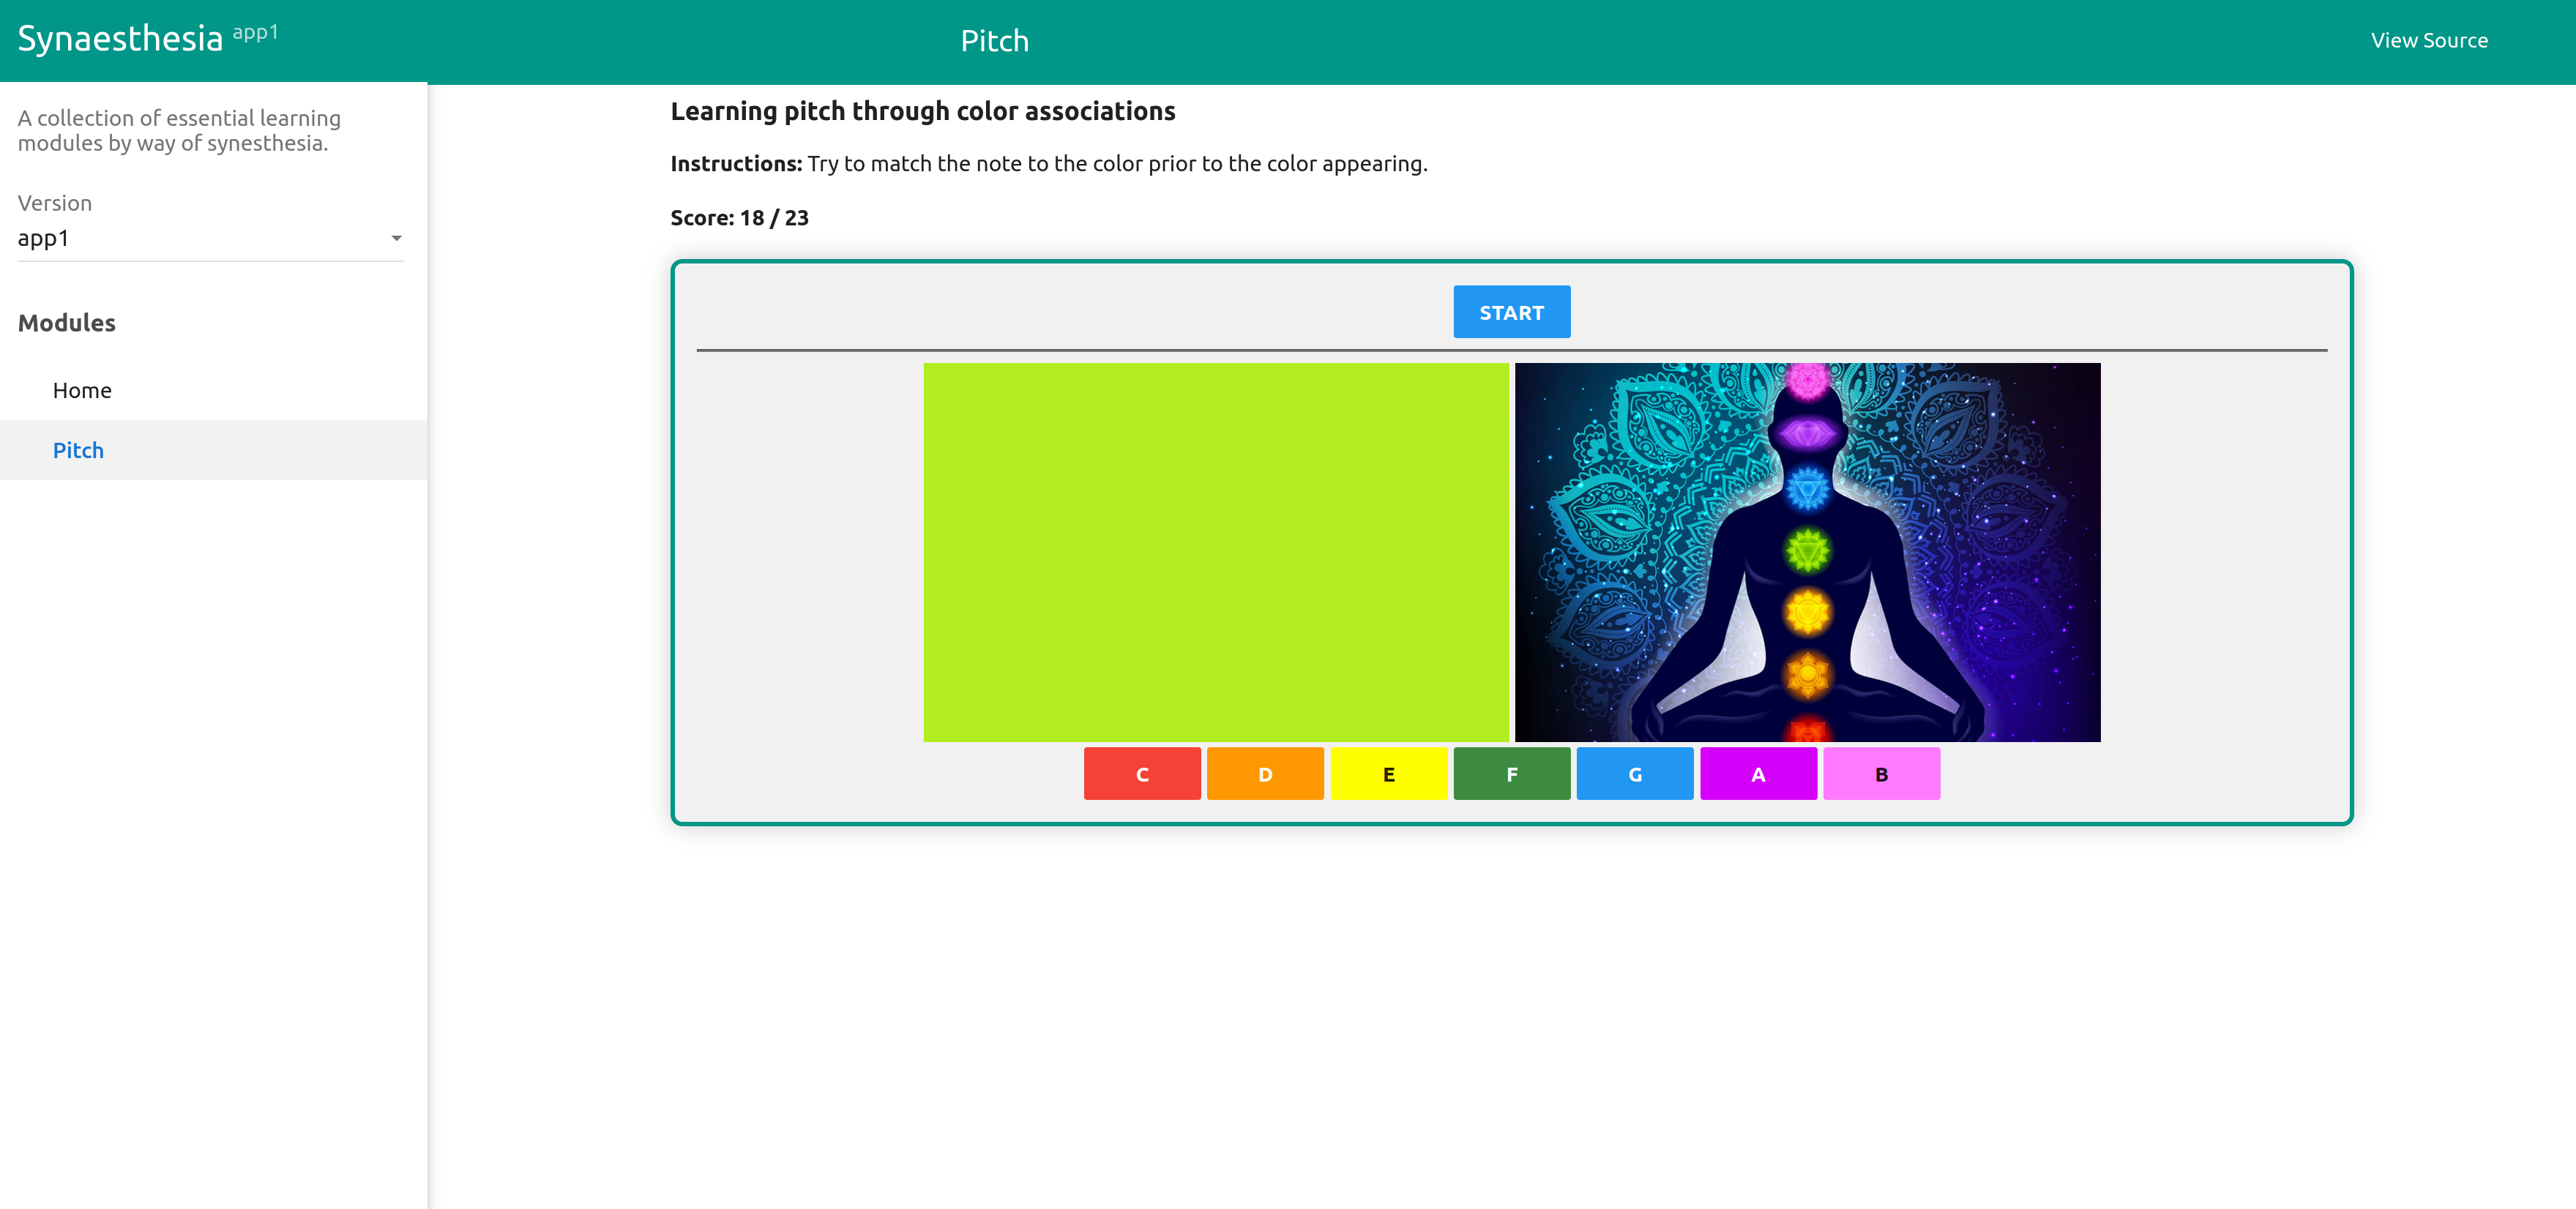 Synaesthesia app1
Pitch
View Source
A collection of essential learning
modules by way of synesthesia.
Version
app1
Modules
Home
Pitch
Learning pitch through color associations
Instructions: Try to match the note to the color prior to the color appearing.
Score: 18 / 23
START
C D E F G A B